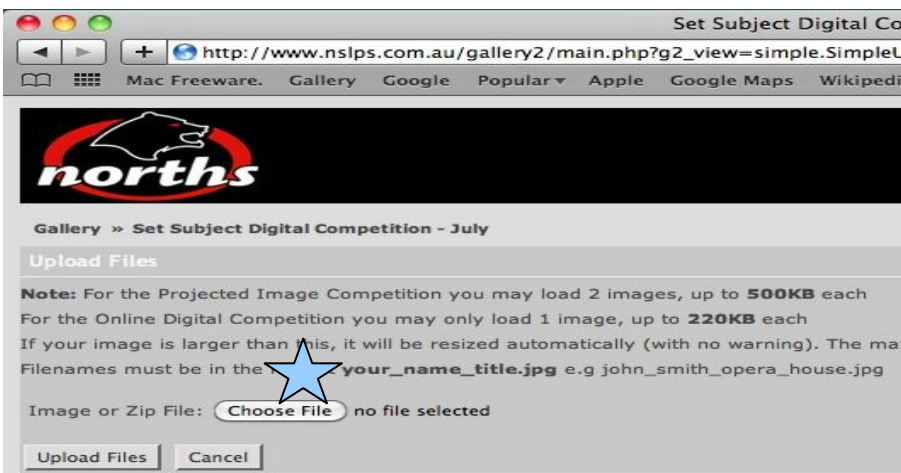 Set Subject Digital Co
http://www.nslps.com.au/gallery2/main.php?g2_view=simple.SimpleU
Mac Freeware. Gallery Google Popular Apple Google Maps Wikipedi
norths
Gallery » Set Subject Digital Competition - July
Upload Files
Note: For the Projected Image Competition you may load 2 images, up to 500KB each
For the Online Digital Competition you may only load 1 image, up to 220KB each
If your image is larger than this, it will be resized automatically (with no warning). The ma
Filenames must be in the your_name_title.jpg e.g john_smith_opera_house.jpg
Image or Zip File: Choose File no file selected
Upload Files Cancel